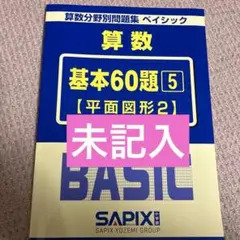 算数分野別問題集 ベイシック
算数
基本60題 5
【平面図形2】
未記入
BASIC
SAPIX
SAPIX YOZEMI GROUP